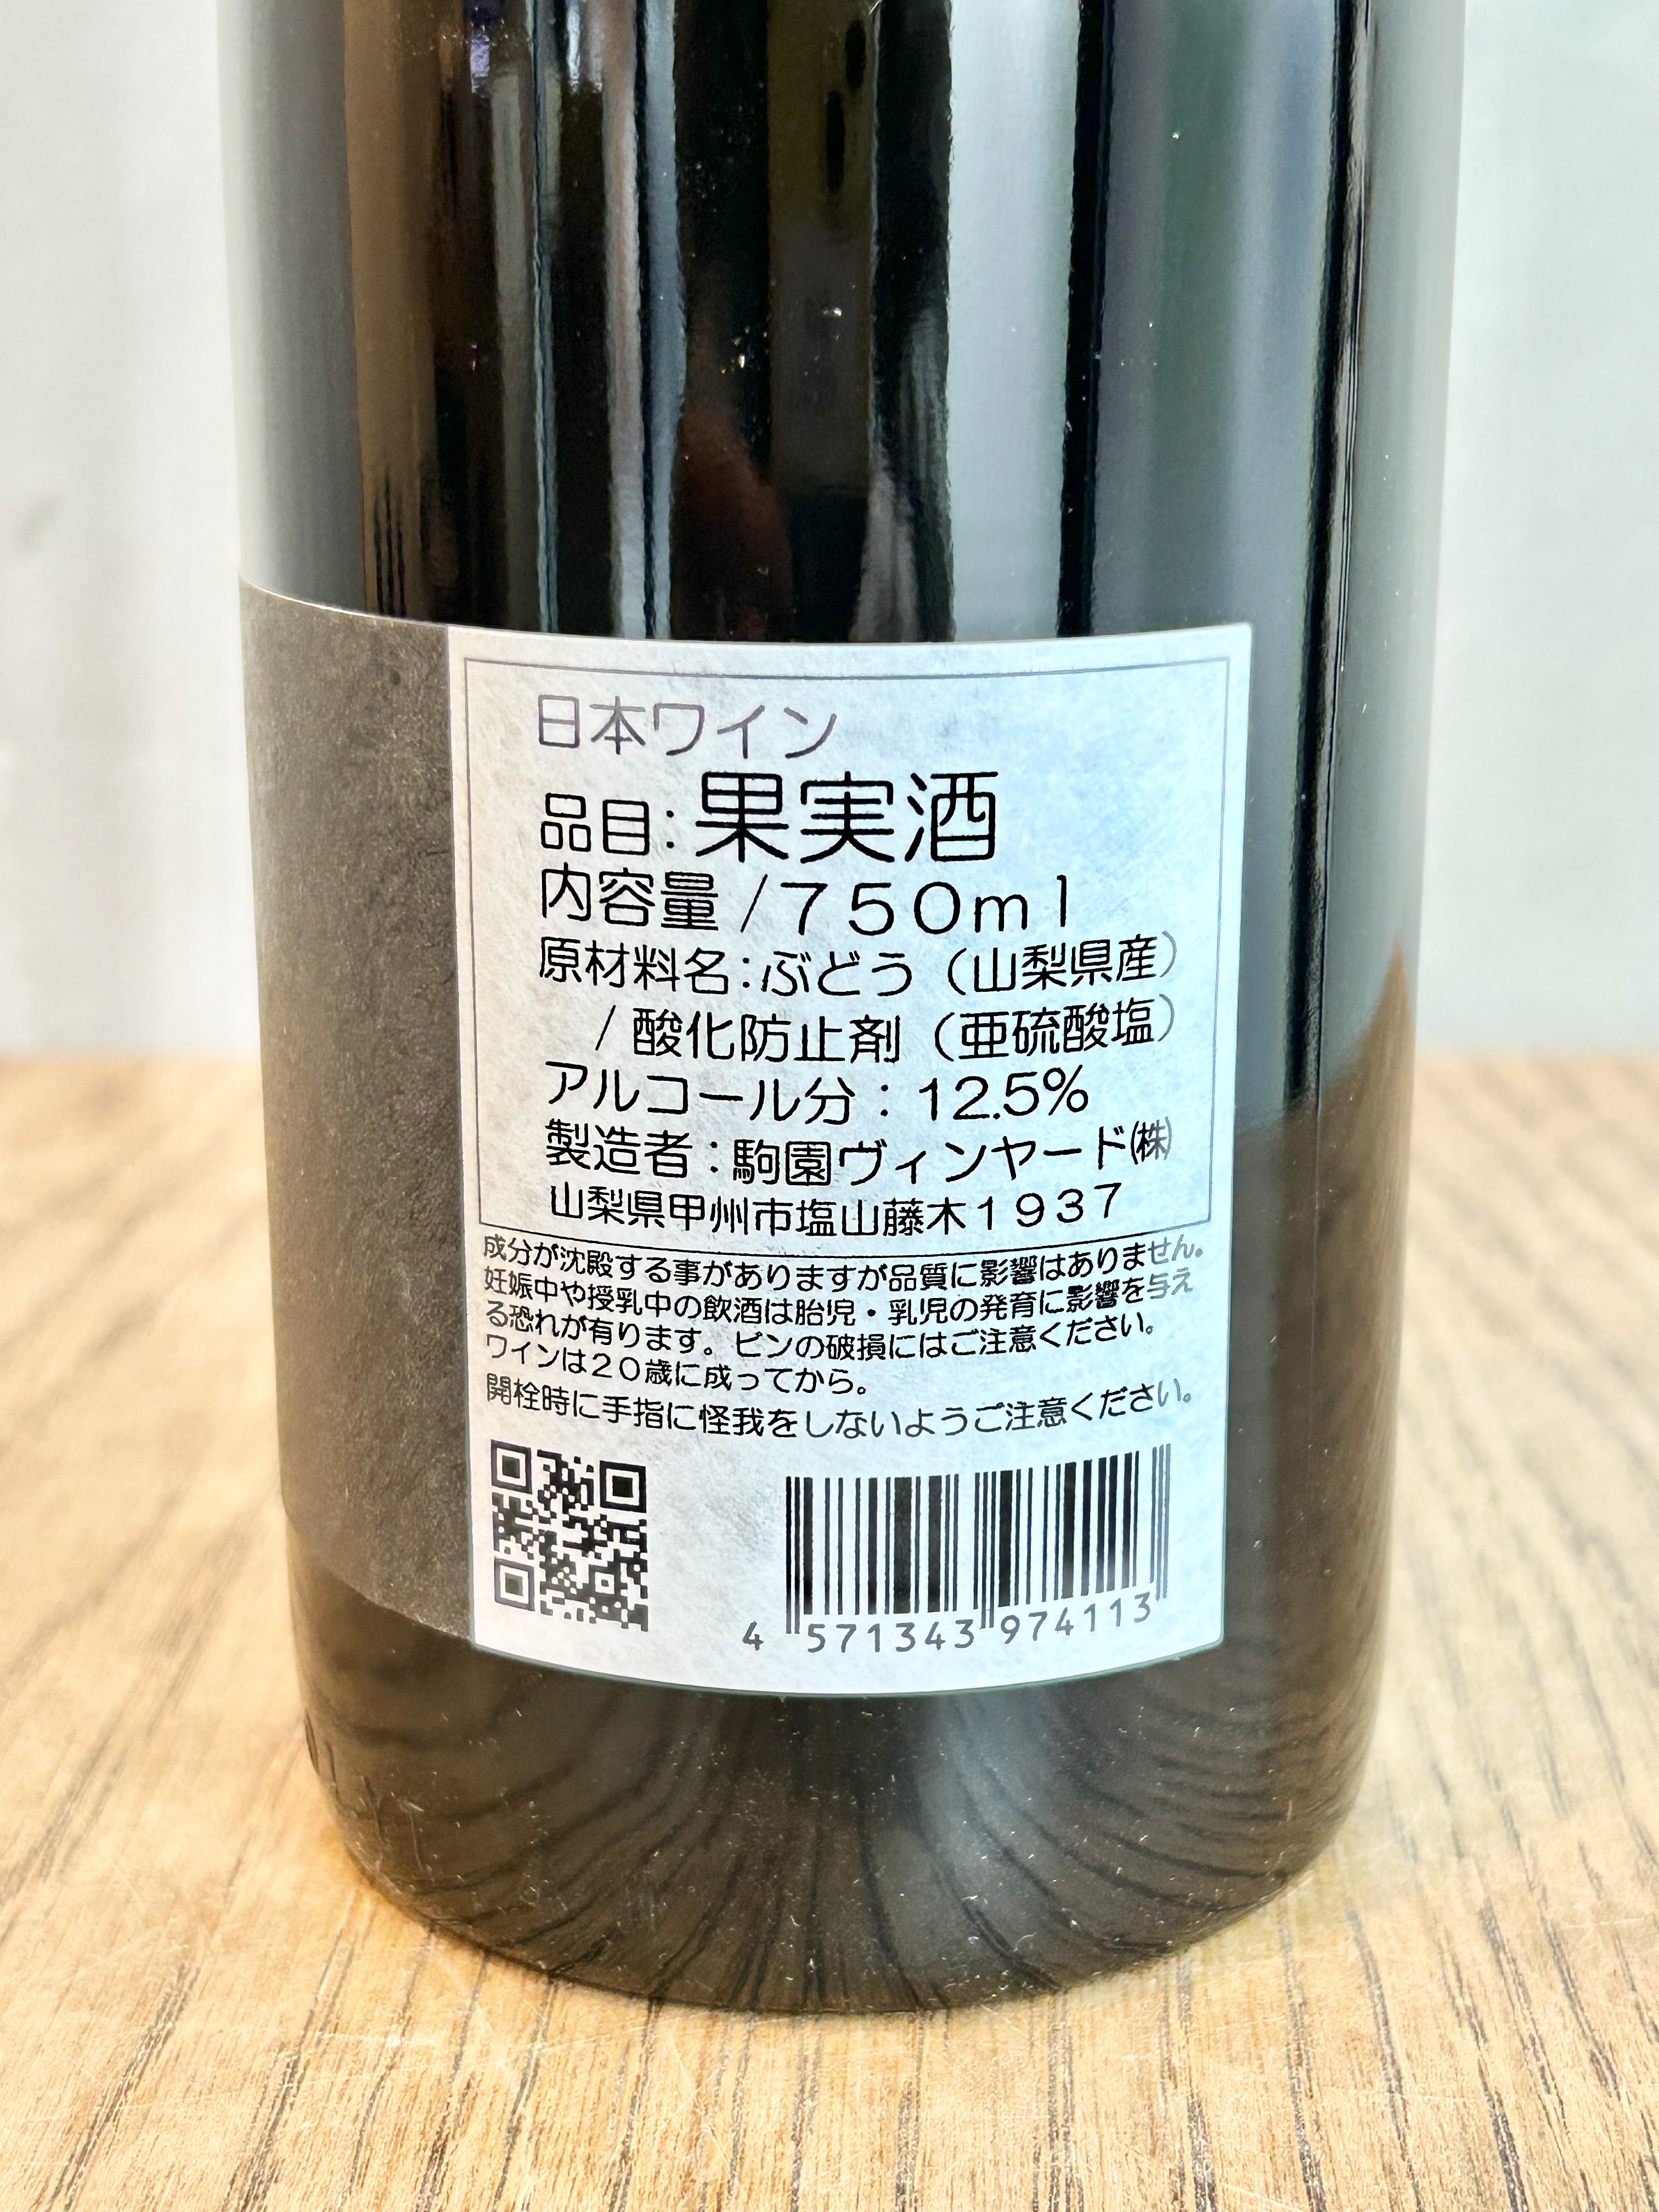 日本ワイン
品目:果実酒
内容量/750ml
原材料名:ぶどう(山梨県産)
/酸化防止剤(亜硫酸塩)
アルコール分:12.5%
製造者:駒園ヴィンヤード㈱
山梨県甲州市塩山藤木1937
成分が沈殿する事がありますが品質に影響はありません。
妊娠中や授乳中の飲酒は胎児・乳児の発育に影響を与え
る恐れが有ります。ビンの破損にはご注意ください。
ワインは20歳に成ってから。
開栓時に手指に怪我をしないようご注意ください。
4 571343 974113